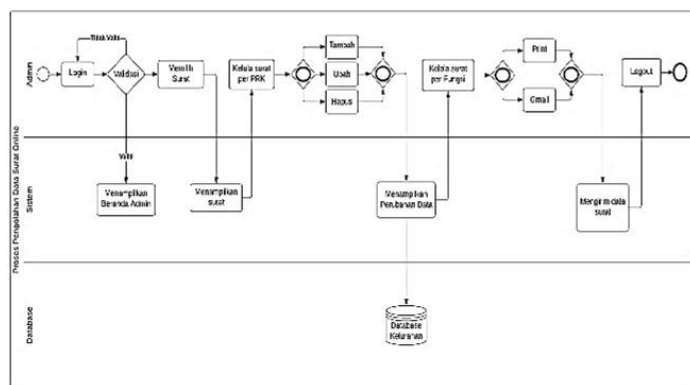 Proses Pengolahan Data Surat Online
Admin
Tidak Valid
Login
Validasi
Memilih
Surat
Kelola surat
per PRK
Tambah
Ubah
Hapus
Kelola surat
per Fungsi
Print
Gmail
Logout
Valid
Sistem
Menampilkan
Beranda Admin
Menampilkan
surat
Menampilkan
Perubahan Data
Mengirim data
surat
Database
Database
Kelurahan